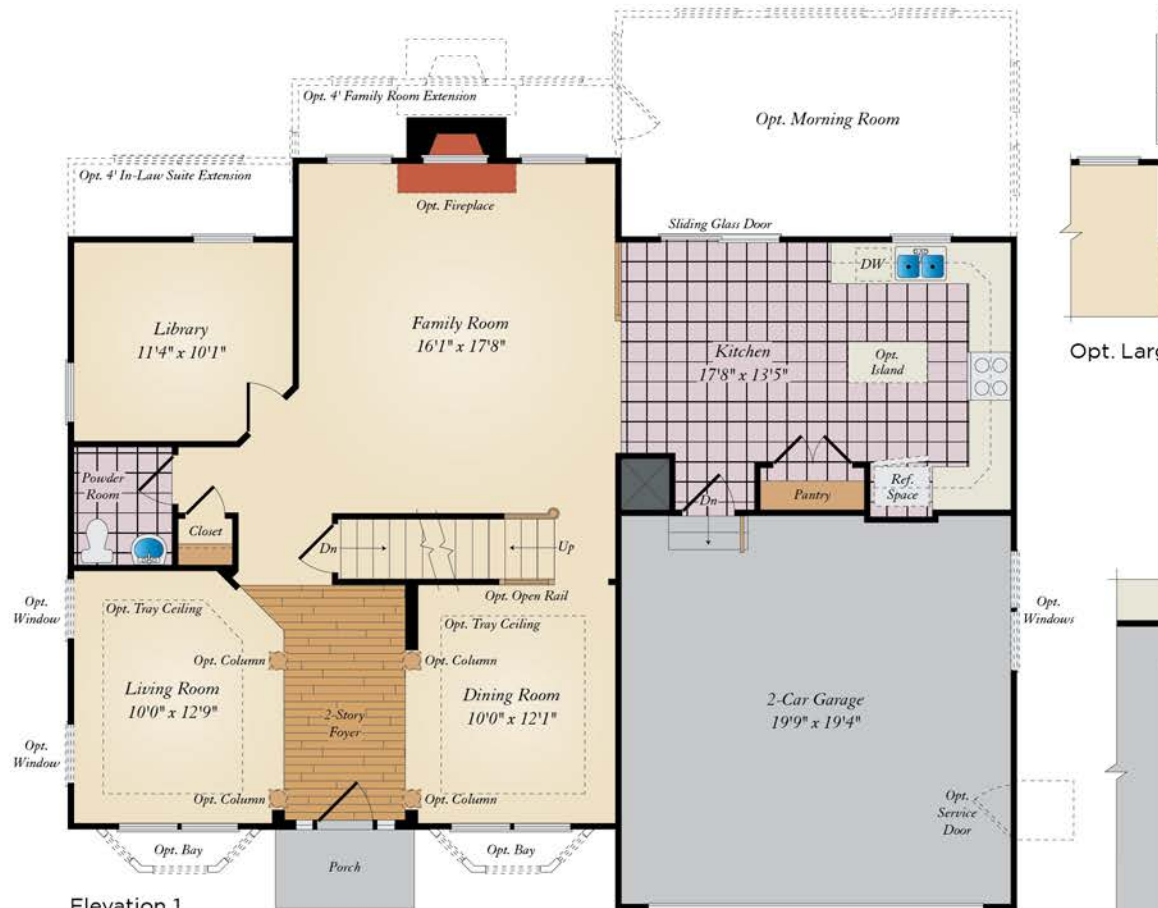 Opt. Morning Room
Opt. 4' Family Room Extension
Opt. 4' In-Law Suite Extension
Opt. Fireplace
Sliding Glass Door
DW
Library
11'4" x 10'1"
Family Room
16'1" x 17'8"
Kitchen
17'8" x 13'5"
Opt.
Island
Opt. Larg
Powder
Room
Closet
Dn
Pantry
Ref.
Space
Dn
Up
Opt. Open Rail
Opt.
Window
Opt. Tray Ceiling
Opt. Tray Ceiling
Opt.
Windows
Opt. Column
Opt. Column
Living Room
10'0" x 12'9"
2-Story
Foyer
Dining Room
10'0" x 12'1"
2-Car Garage
19'9" x 19'4"
Opt.
Window
Opt. Column
Opt. Column
Opt.
Service
Door
Opt. Bay
Porch
Opt. Bay
Elevation 1